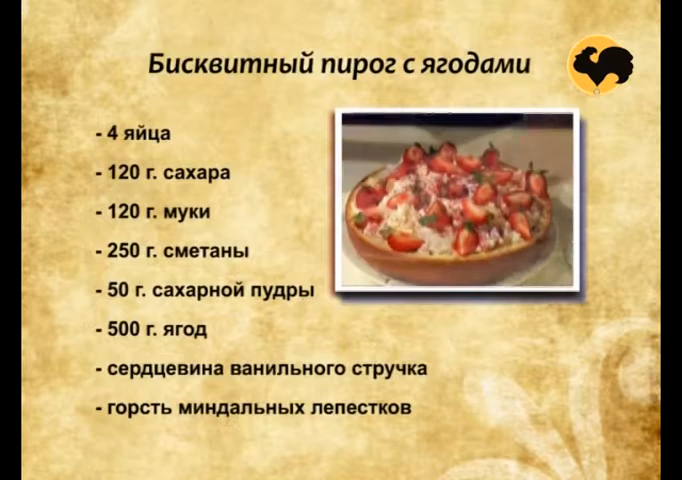 Бисквитный пирог с ягодами
- 4 яйца
- 120 г. сахара
- 120 г. муки
- 250 г. сметаны
- 50 г. сахарной пудры
- 500 г. ягод
- сердцевина ванильного стручка
- горсть миндальных лепестков